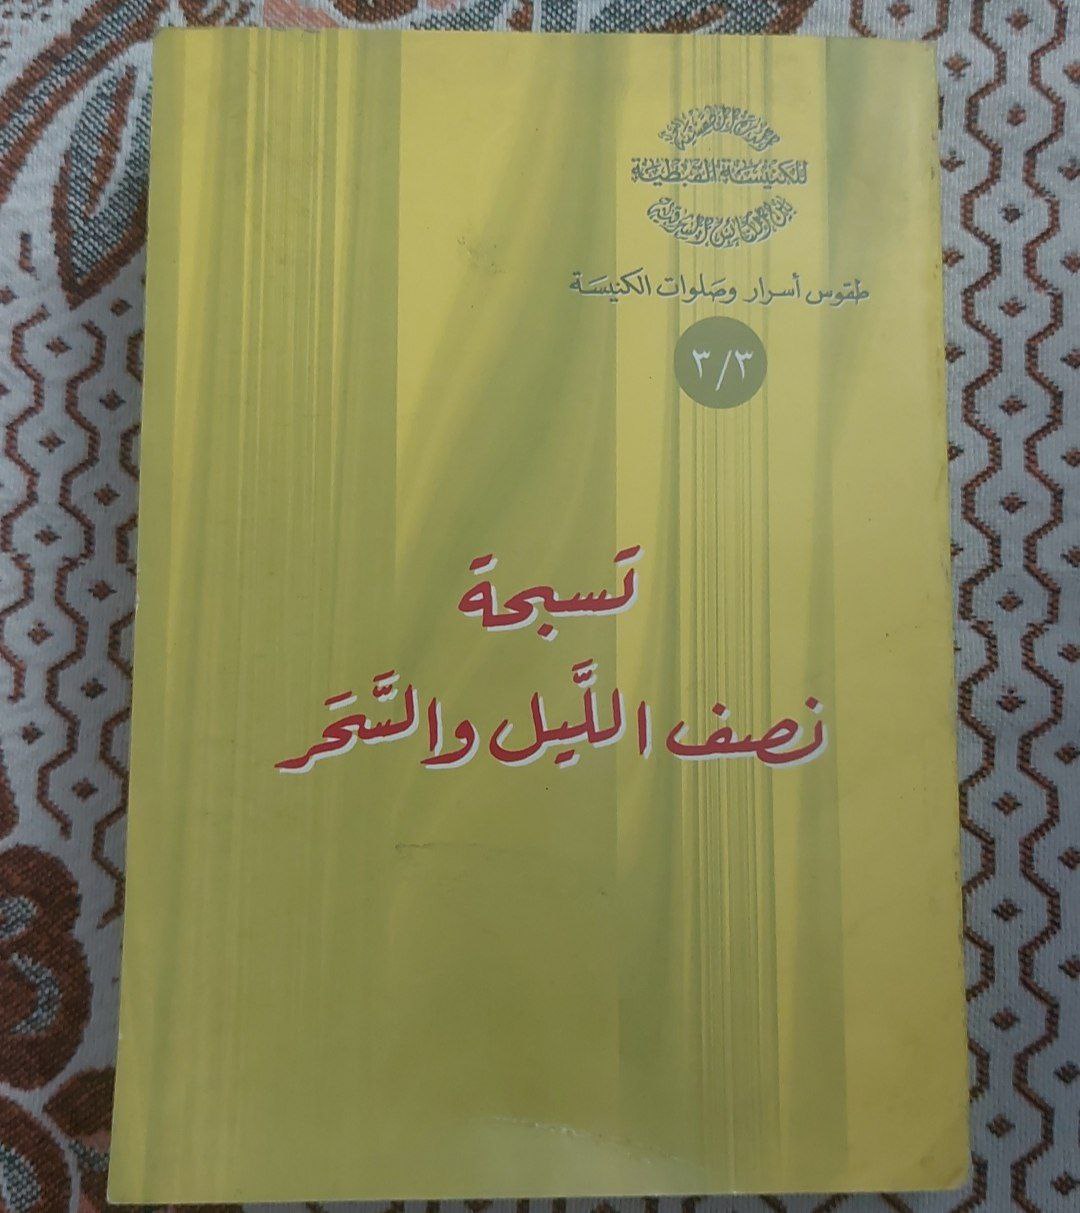 للكنيسة القبطية
طقوس أسرار وصلوات الكنيسة
٣/٣
تسبحة
نصف اللَّيل والسَّحَر